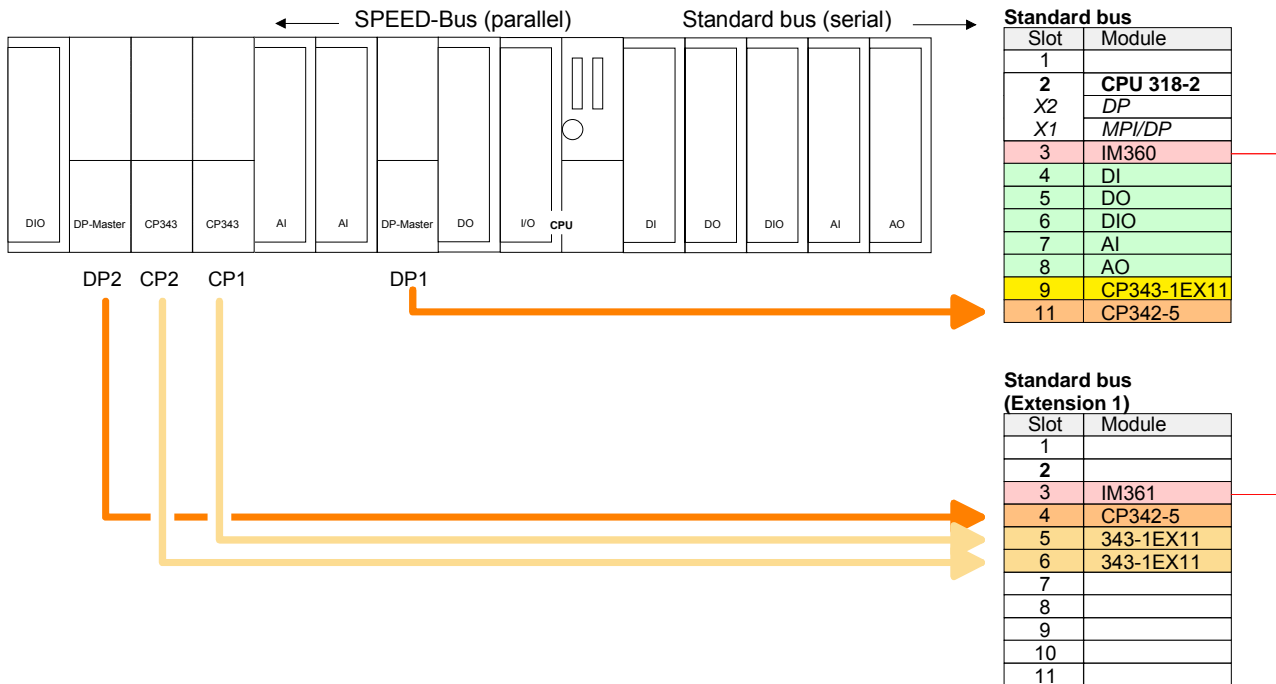 SPEED-Bus (parallel) Standard bus (serial)
DIO DP-Master CP343 CP343 AI AI DP-Master DO I/O CPU DI DO DIO AI AO
DP2 CP2 CP1 DP1
Standard bus
Slot Module
1
2 CPU 318-2
X2 DP
X1 MPI/DP
3 IM360
4 DI
5 DO
6 DIO
7 AI
8 AO
9 CP343-1EX11
11 CP342-5
Standard bus
(Extension 1)
Slot Module
1
2
3 IM361
4 CP342-5
5 343-1EX11
6 343-1EX11
7
8
9
10
11